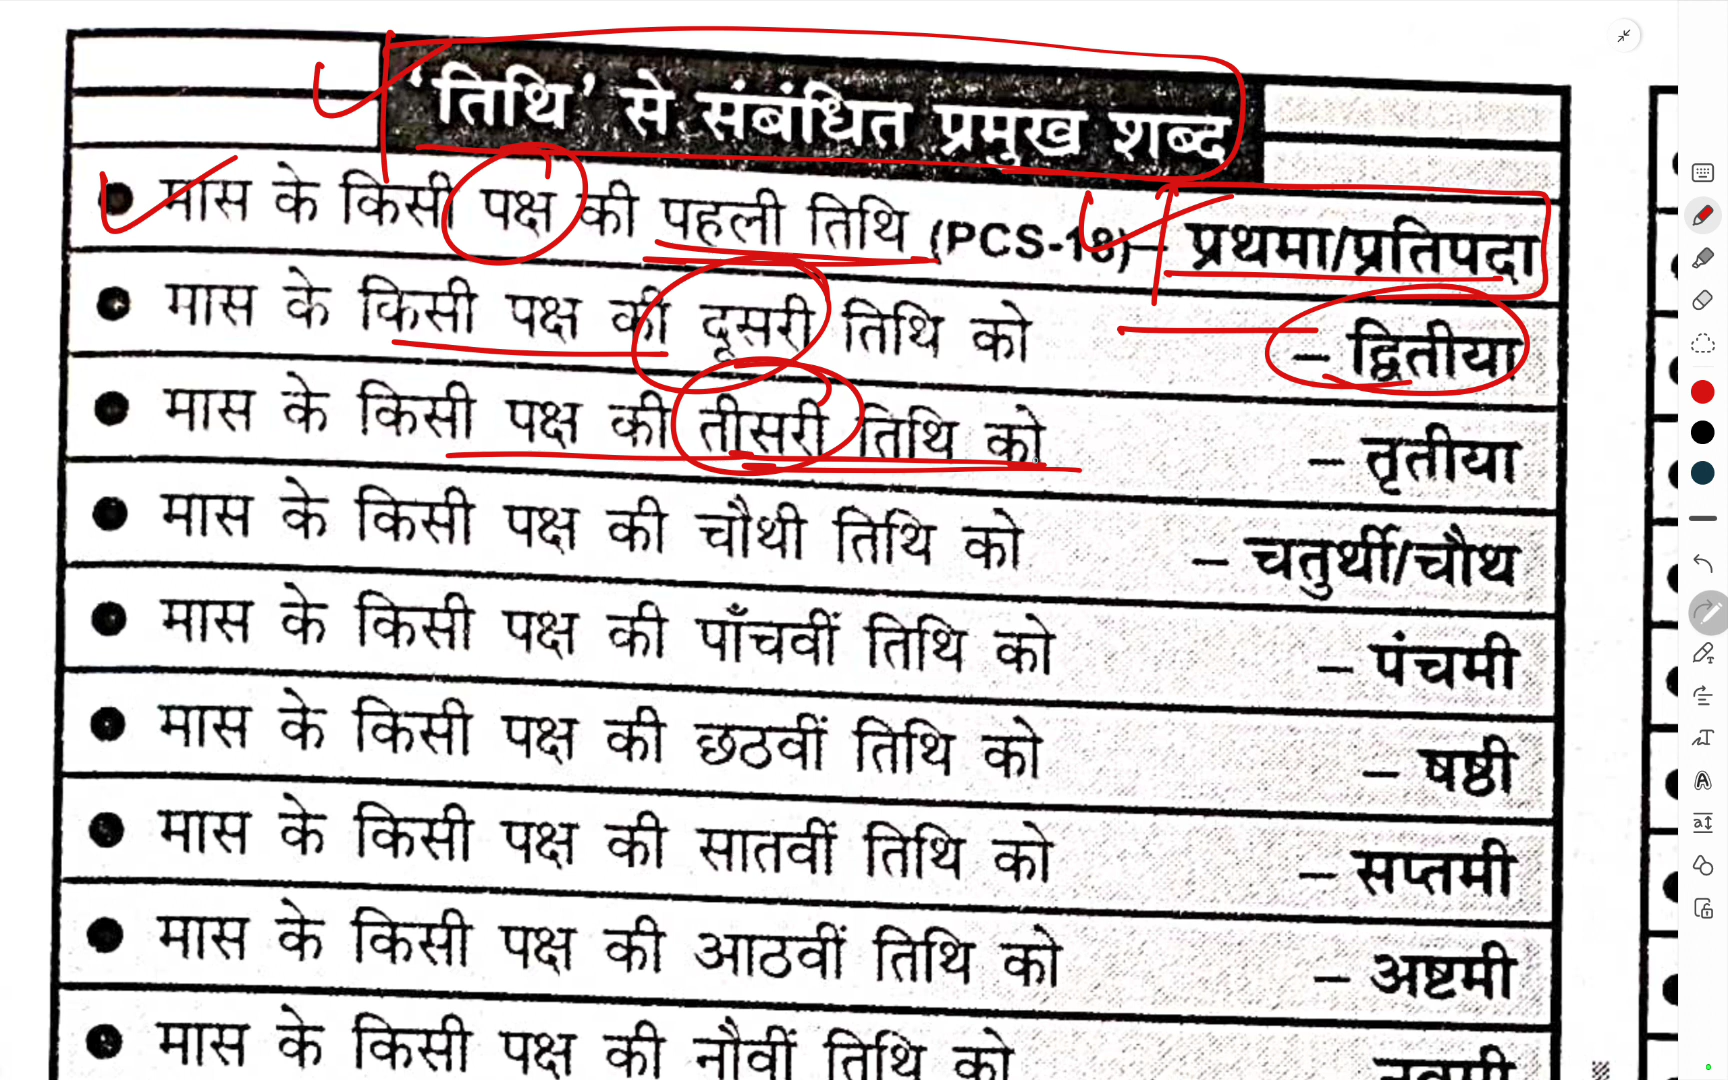 'तिथि' से संबंधित प्रमुख शब्द
● मास के किसी पक्ष की पहली तिथि (PCS-18)– प्रथमा/प्रतिपदा
● मास के किसी पक्ष की दूसरी तिथि को – द्वितीया
● मास के किसी पक्ष की तीसरी तिथि को – तृतीया
● मास के किसी पक्ष की चौथी तिथि को – चतुर्थी/चौथ
● मास के किसी पक्ष की पाँचवीं तिथि को – पंचमी
● मास के किसी पक्ष की छठवीं तिथि को – षष्ठी
● मास के किसी पक्ष की सातवीं तिथि को – सप्तमी
● मास के किसी पक्ष की आठवीं तिथि को – अष्टमी
● मास के किसी पक्ष की नौवीं तिथि को